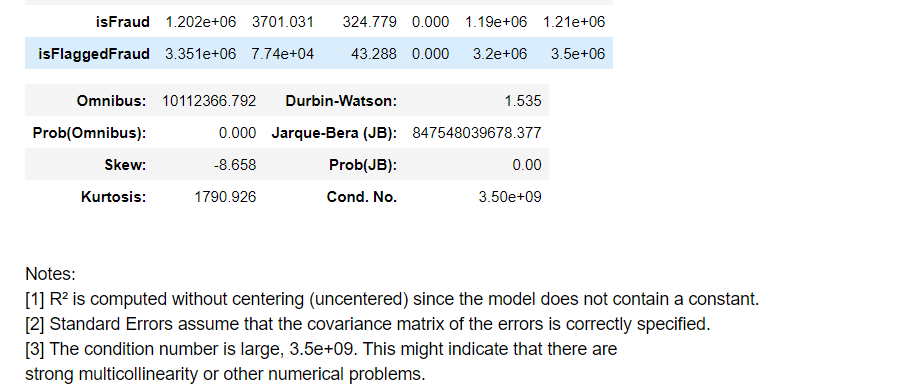 isFraud 1.202e+06 3701.031 324.779 0.000 1.19e+06 1.21e+06
isFlaggedFraud 3.351e+06 7.74e+04 43.288 0.000 3.2e+06 3.5e+06
Omnibus: 10112366.792 Durbin-Watson: 1.535
Prob(Omnibus): 0.000 Jarque-Bera (JB): 847548039678.377
Skew: -8.658 Prob(JB): 0.00
Kurtosis: 1790.926 Cond. No. 3.50e+09
Notes:
[1] R² is computed without centering (uncentered) since the model does not contain a constant.
[2] Standard Errors assume that the covariance matrix of the errors is correctly specified.
[3] The condition number is large, 3.5e+09. This might indicate that there are
strong multicollinearity or other numerical problems.